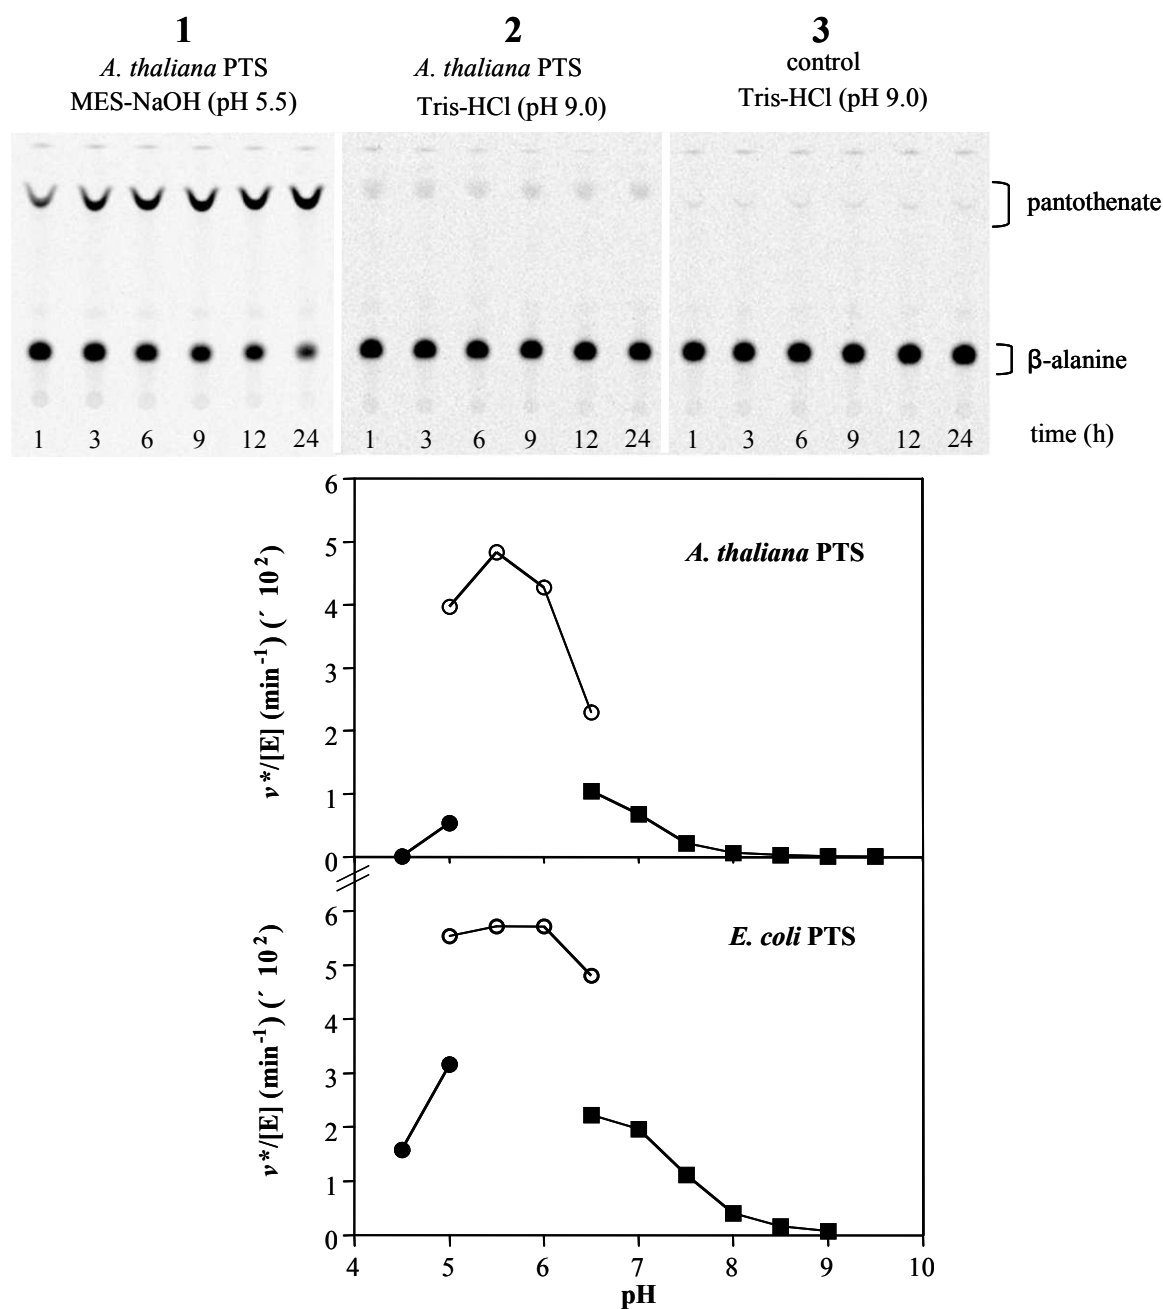 1
A. thaliana PTS
MES-NaOH (pH 5.5)
2
A. thaliana PTS
Tris-HCl (pH 9.0)
3
control
Tris-HCl (pH 9.0)
pantothenate
β-alanine
1 3 6 9 12 24 1 3 6 9 12 24 1 3 6 9 12 24 time (h)
6
5
4
3
2
1
0
v*/[E] (min⁻¹) (´ 10²)
A. thaliana PTS
6
5
4
3
2
1
0
v*/[E] (min⁻¹) (´ 10²)
E. coli PTS
4 5 6 7 8 9 10
pH